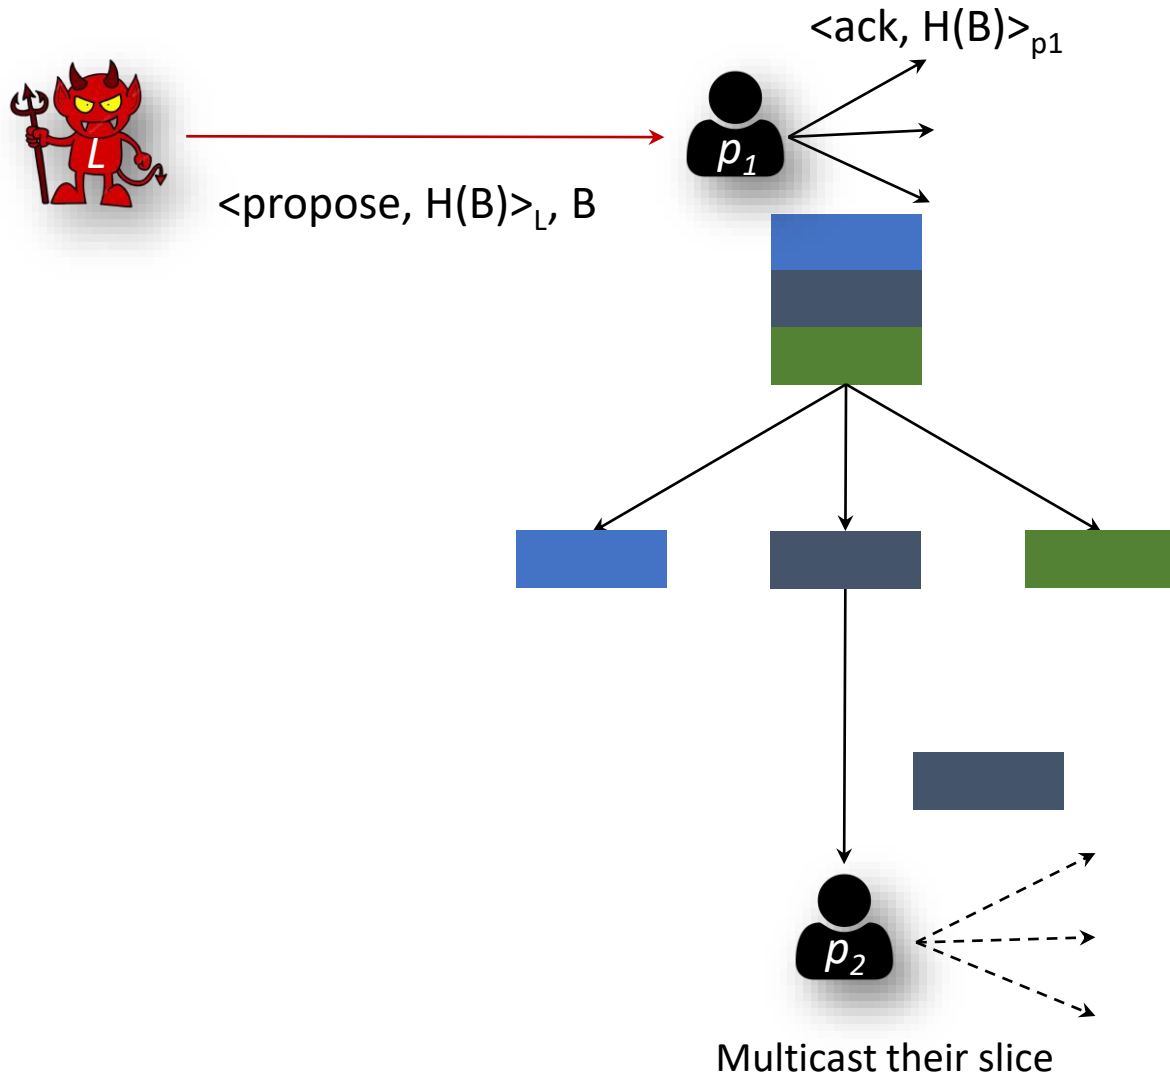 <ack, H(B)>p1
L
p1
<propose, H(B)>L, B
p2
Multicast their slice